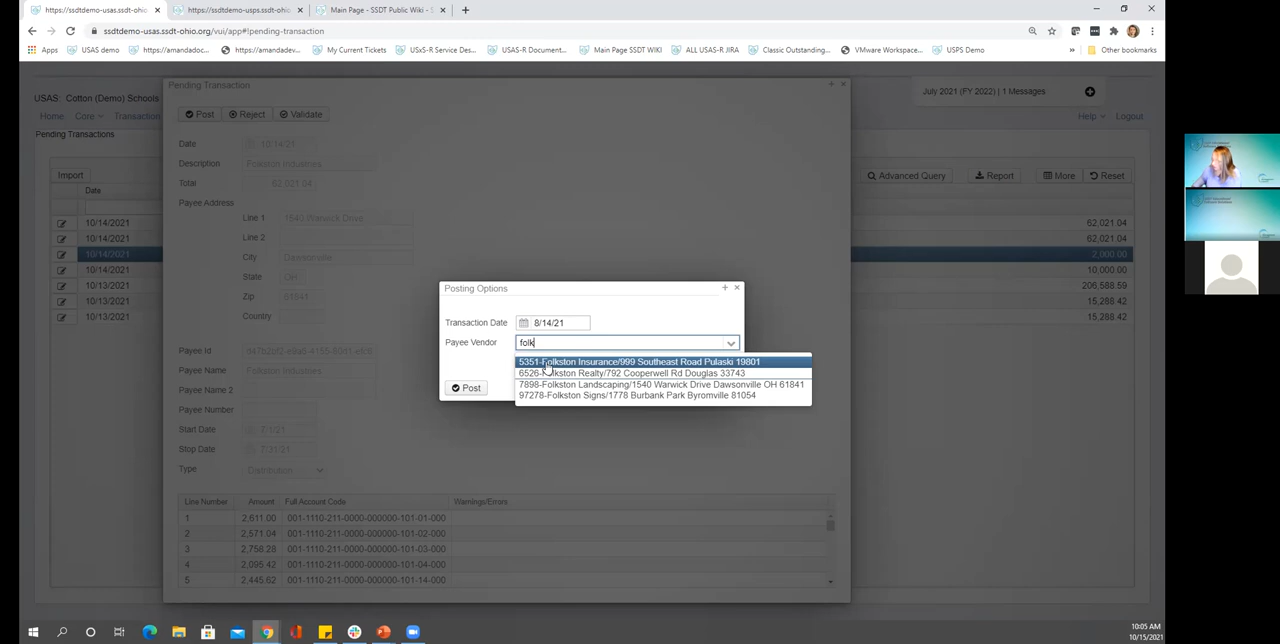 https://ssdtdemo-usas.ssdt-ohio
https://ssdtdemo-usps.ssdt-ohio
Main Page - SSDT Public Wiki - S
ssdtdemo-usas.ssdt-ohio.org/vui/app#!pending-transaction
Apps
USAS demo
https://amandadoc...
https://amandadev...
My Current Tickets
USxS-R Service Des...
USAS-R Document...
Main Page SSDT WIKI
ALL USAS-R JIRA
Classic Outstanding...
VMware Workspace...
USPS Demo
»
Other bookmarks
Pending Transaction
USAS: Cotton (Demo) Schools
July 2021 (FY 2022) | 1 Messages
Home
Core
Transaction
Help
Logout
Post
Reject
Validate
Pending Transactions
Date
10/14/21
Description
Folkston Industries
Total
62,021.04
Import
Advanced Query
Report
More
Reset
Date
Payee Address
Line 1
1540 Warwick Drive
10/14/2021
62,021.04
Line 2
10/14/2021
62,021.04
City
Dawsonville
10/14/2021
2,000.00
State
OH
10/14/2021
10,000.00
10/13/2021
206,588.59
Zip
61841
10/13/2021
15,288.42
Country
10/13/2021
15,288.42
Posting Options
Transaction Date
8/14/21
Payee Vendor
folk
5351-Folkston Insurance/999 Southeast Road Pulaski 19801
6526-Folkston Realty/792 Cooperwell Rd Douglas 33743
7898-Folkston Landscaping/1540 Warwick Drive Dawsonville OH 61841
97278-Folkston Signs/1778 Burbank Park Byromville 81054
Post
Payee Id
Payee Name
Folkston Industries
Payee Name 2
Payee Number
Start Date
7/1/21
Stop Date
7/31/21
Type
Distribution
Line Number
Amount
Full Account Code
Warnings/Errors
1
2,611.00
001-1110-211-0000-000000-101-01-000
2
2,571.04
001-1110-211-0000-000000-101-02-000
3
2,758.28
001-1110-211-0000-000000-101-03-000
4
2,095.42
001-1110-211-0000-000000-101-04-000
5
2,445.62
001-1110-211-0000-000000-101-14-000
10:05 AM
10/15/2021